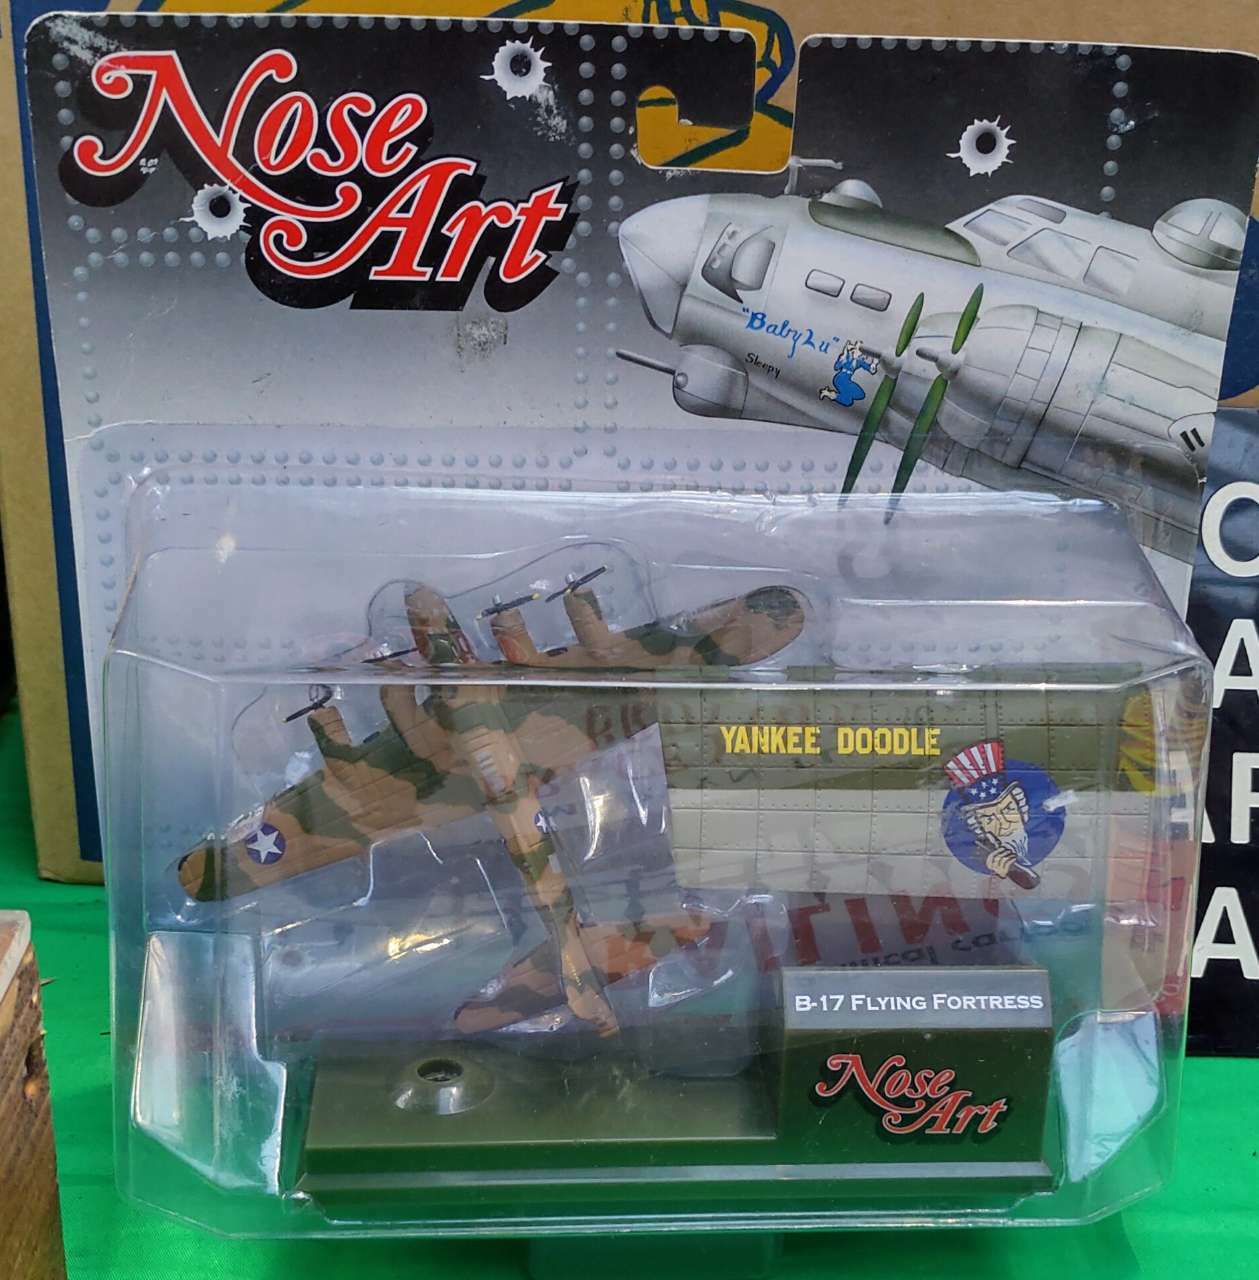 Nose
Art
"Baby Lu"
Sleepy
YANKEE DOODLE
B-17 FLYING FORTRESS
Nose
Art